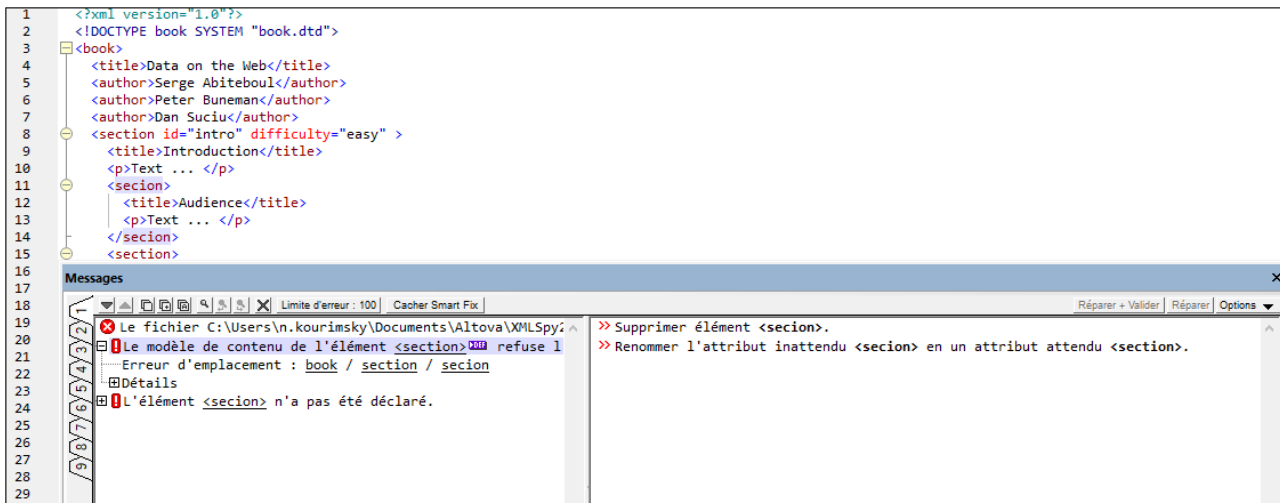 1 <?xml version="1.0"?>
2 <!DOCTYPE book SYSTEM "book.dtd">
3 <book>
4 <title>Data on the Web</title>
5 <author>Serge Abiteboul</author>
6 <author>Peter Buneman</author>
7 <author>Dan Suciu</author>
8 <section id="intro" difficulty="easy" >
9 <title>Introduction</title>
10 <p>Text ... </p>
11 <secion>
12 <title>Audience</title>
13 <p>Text ... </p>
14 </secion>
15 <section>
16
17
18
19
20
21
22
23
24
25
26
27
28
29
Messages
Limite d'erreur : 100 Cacher Smart Fix Réparer + Valider Réparer Options
1
2
3
4
5
6
7
8
9
Le fichier C:\Users\n.kourimsky\Documents\Altova\XMLSpy2
Le modèle de contenu de l'élément <section> refuse l
Erreur d'emplacement : book / section / secion
Détails
L'élément <secion> n'a pas été déclaré.
>> Supprimer élément <secion>.
>> Renommer l'attribut inattendu <secion> en un attribut attendu <section>.